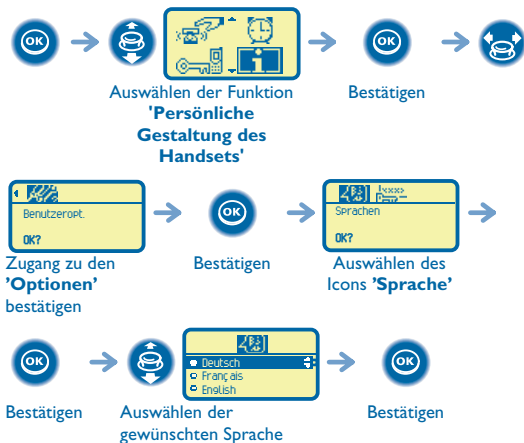 OK
OK
Auswählen der Funktion
'Persönliche
Gestaltung des
Handsets'
Bestätigen
Benutzeropt.
OK?
OK
Sprachen
OK?
Zugang zu den
'Optionen'
bestätigen
Bestätigen
Auswählen des
Icons 'Sprache'
OK
Deutsch
Français
English
OK
Bestätigen
Auswählen der
gewünschten Sprache
Bestätigen